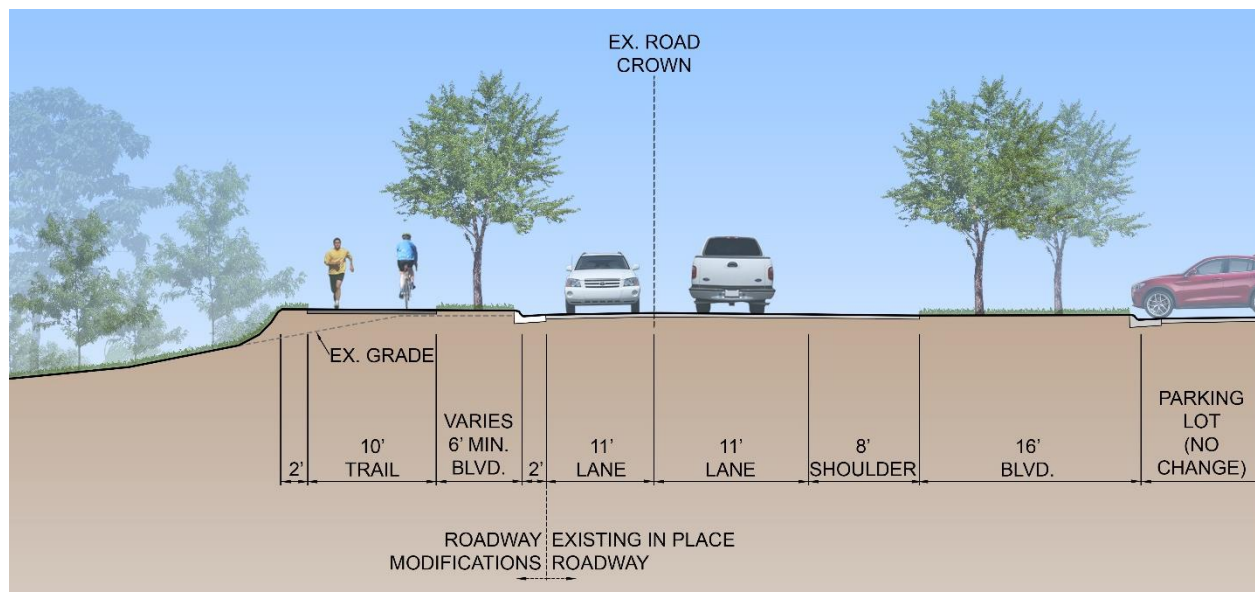 EX. ROAD
CROWN
EX. GRADE
2'
10'
TRAIL
VARIES
6' MIN.
BLVD.
2'
11'
LANE
11'
LANE
8'
SHOULDER
16'
BLVD.
PARKING
LOT
(NO
CHANGE)
ROADWAY
MODIFICATIONS
EXISTING IN PLACE
ROADWAY